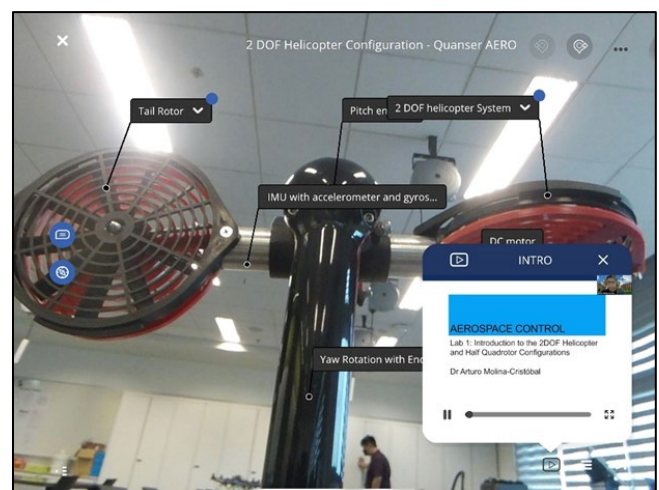 2 DOF Helicopter Configuration - Quanser AERO
Tail Rotor
Pitch en
2 DOF helicopter System
IMU with accelerometer and gyros...
DC motor
INTRO
AEROSPACE CONTROL
Lab 1: Introduction to the 2DOF Helicopter
and Half Quadrotor Configurations
Dr Arturo Molina-Cristóbal
Yaw Rotation with Enc